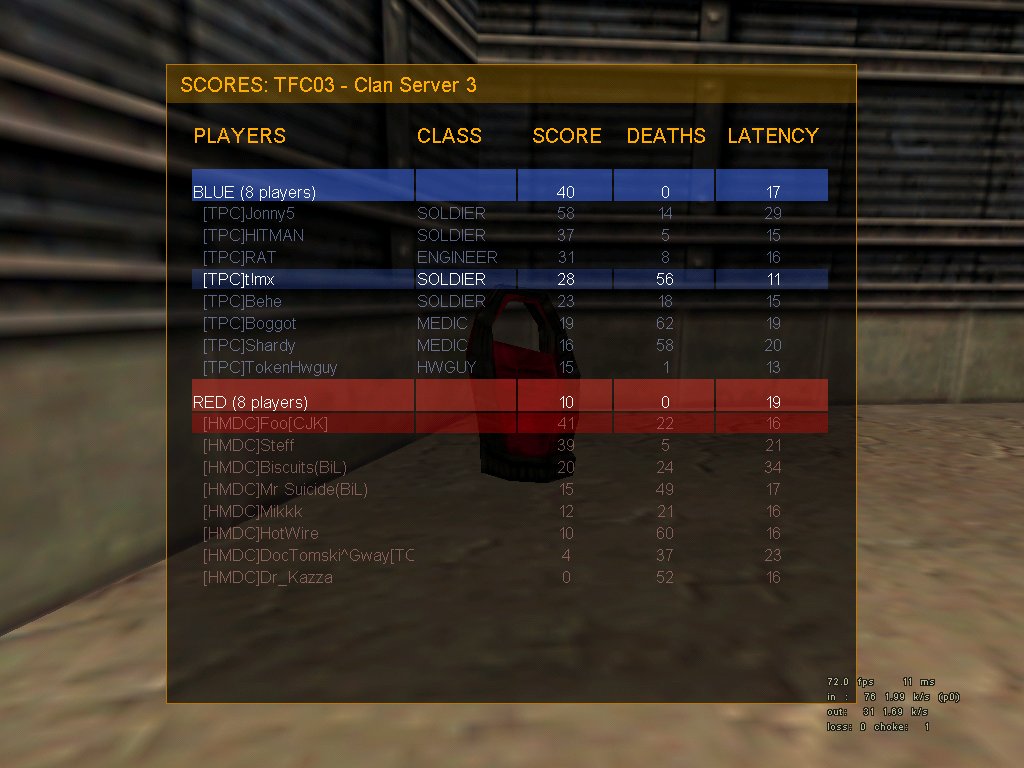 SCORES: TFC03 - Clan Server 3
PLAYERS CLASS SCORE DEATHS LATENCY
BLUE (8 players) 40 0 17
[TPC]Jonny5 SOLDIER 58 14 29
[TPC]HITMAN SOLDIER 37 5 15
[TPC]RAT ENGINEER 31 8 16
[TPC]t!mx SOLDIER 28 56 11
[TPC]Behe SOLDIER 23 18 15
[TPC]Boggot MEDIC 19 62 19
[TPC]Shardy MEDIC 16 58 20
[TPC]TokenHwguy HWGUY 15 1 13
RED (8 players) 10 0 19
[HMDC]Foo[CJK] 41 22 16
[HMDC]Steff 39 5 21
[HMDC]Biscuits(BiL) 20 24 34
[HMDC]Mr Suicide(BiL) 15 49 17
[HMDC]Mikkk 12 21 16
[HMDC]HotWire 10 60 16
[HMDC]DocTomski^Gway[TC 4 37 23
[HMDC]Dr_Kazza 0 52 16
72.0 fps 11 ms
in : 76 1.99 k/s (p0)
out: 31 1.69 k/s
loss: 0 choke: 1